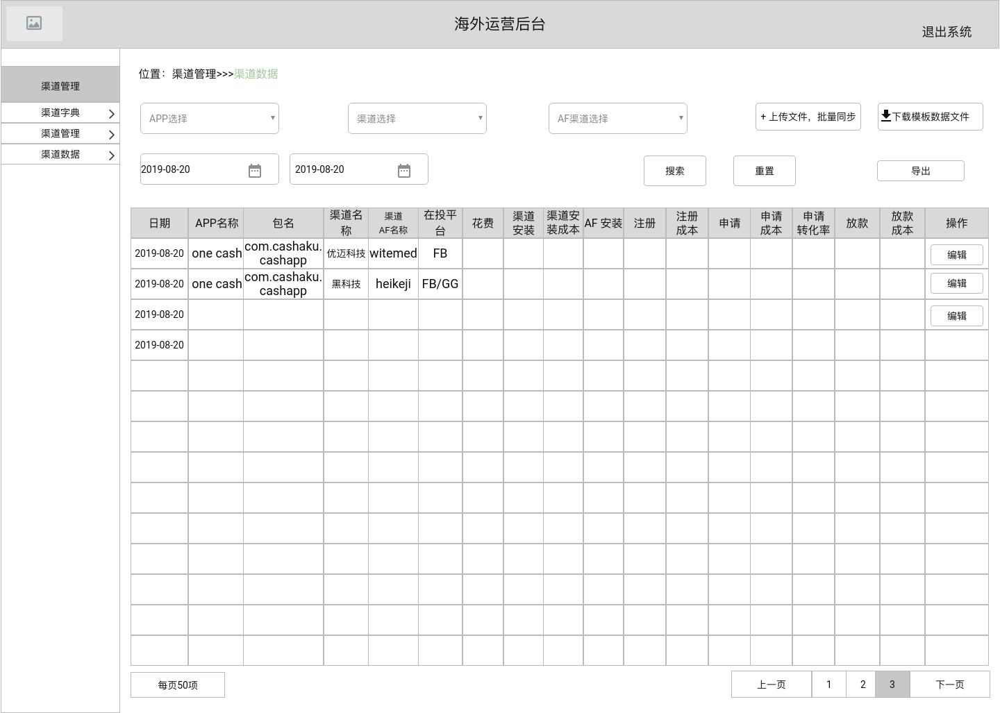 海外运营后台
退出系统
渠道管理
渠道字典
渠道管理
渠道数据
位置：渠道管理>>>渠道数据
APP选择
渠道选择
AF渠道选择
+ 上传文件，批量同步
下载模板数据文件
2019-08-20
2019-08-20
搜索
重置
导出
日期 APP名称 包名 渠道名称 渠道AF名称 在投平台 花费 渠道安装 渠道安装成本 AF 安装 注册 注册成本 申请 申请成本 申请转化率 放款 放款成本 操作
2019-08-20 one cash com.cashaku.cashapp 优迈科技 witemed FB 编辑
2019-08-20 one cash com.cashaku.cashapp 黑科技 heikeji FB/GG 编辑
2019-08-20 编辑
2019-08-20
每页50项
上一页 1 2 3 下一页